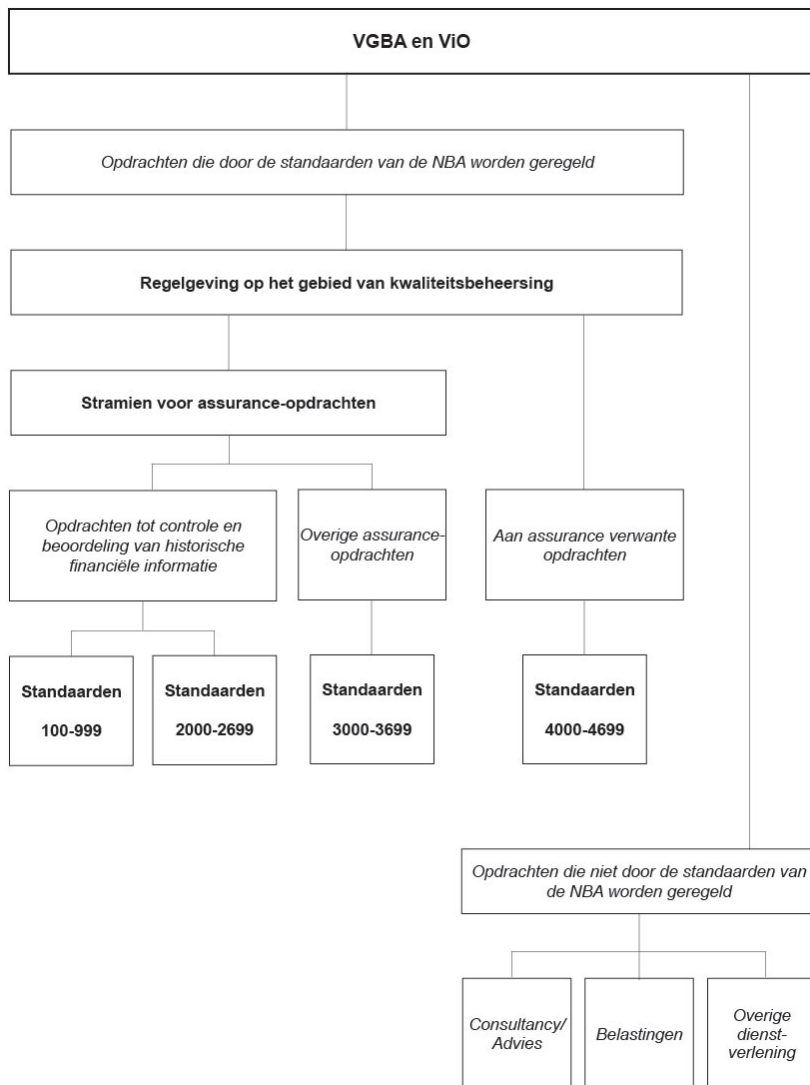 VGBA en ViO
Opdrachten die door de standaarden van de NBA worden geregeld
Regelgeving op het gebied van kwaliteitsbeheersing
Stramien voor assurance-opdrachten
Opdrachten tot controle en
beoordeling van historische
financiële informatie
Overige assurance-
opdrachten
Aan assurance verwante
opdrachten
Standaarden
100-999
Standaarden
2000-2699
Standaarden
3000-3699
Standaarden
4000-4699
Opdrachten die niet door de standaarden van
de NBA worden geregeld
Consultancy/
Advies
Belastingen
Overige
dienst-
verlening